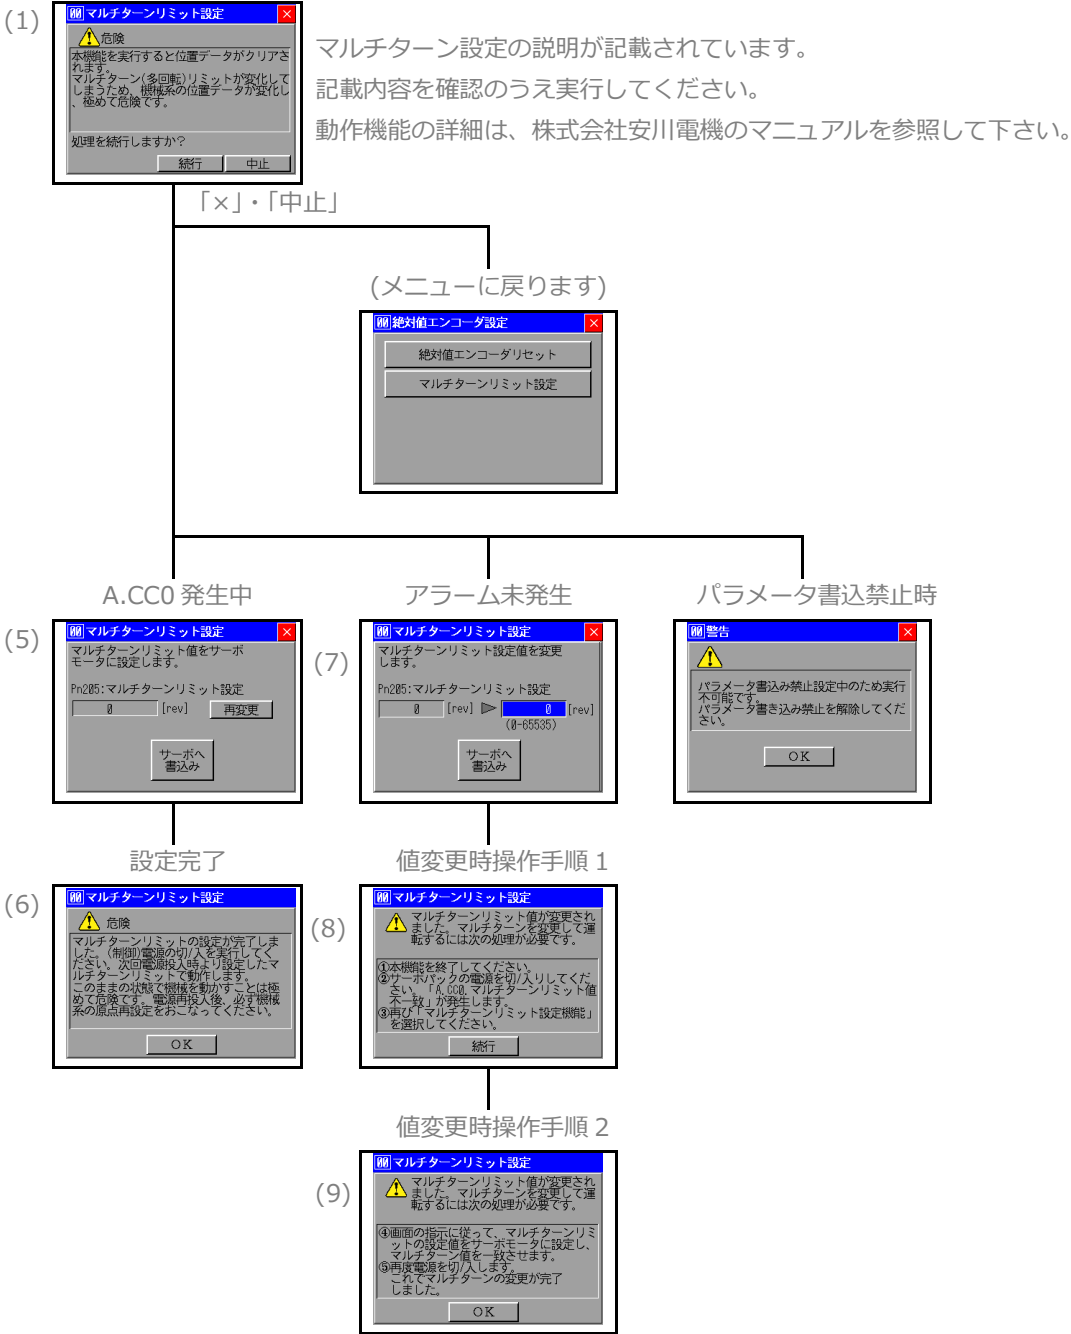 (1)
00 マルチターンリミット設定 ×
危険
本機能を実行すると位置データがクリアさ
れます。
マルチターン(多回転)リミットが変化して
しまうため、機械系の位置データが変化し
、極めて危険です。
処理を続行しますか?
続行 中止
マルチターン設定の説明が記載されています。
記載内容を確認のうえ実行してください。
動作機能の詳細は、株式会社安川電機のマニュアルを参照して下さい。
「×」・「中止」
(メニューに戻ります)
00 絶対値エンコーダ設定 ×
絶対値エンコーダリセット
マルチターンリミット設定
A.CC0 発生中
(5)
00 マルチターンリミット設定 ×
マルチターンリミット値をサーボ
モータに設定します。
Pn205:マルチターンリミット設定
0 [rev] 再変更
サーボへ
書込み
アラーム未発生
(7)
00 マルチターンリミット設定 ×
マルチターンリミット設定値を変更
します。
Pn205:マルチターンリミット設定
0 [rev] ▷ 0 [rev]
(0-65535)
サーボへ
書込み
パラメータ書込禁止時
00 警告 ×
パラメータ書込み禁止設定中のため実行
不可能です。
パラメータ書き込み禁止を解除してくだ
さい。
OK
設定完了
(6)
00 マルチターンリミット設定
危険
マルチターンリミットの設定が完了しま
した。(制御)電源の切/入を実行してく
ださい。次回電源投入時より設定したマ
ルチターンリミットで動作します。
このままの状態で機械を動かすことは極
めて危険です。電源再投入後、必ず機械
系の原点再設定をおこなってください。
OK
値変更時操作手順 1
(8)
00 マルチターンリミット設定
マルチターンリミット値が変更され
ました。マルチターンを変更して運
転するには次の処理が必要です。
①本機能を終了してください。
②サーボパックの電源を切/入りしてくだ
さい。「A.CC0.マルチターンリミット値
不一致」が発生します。
③再び「マルチターンリミット設定機能」
を選択してください。
続行
値変更時操作手順 2
(9)
00 マルチターンリミット設定
マルチターンリミット値が変更され
ました。マルチターンを変更して運
転するには次の処理が必要です。
④画面の指示に従って、マルチターンリミ
ットの設定値をサーボモータに設定し、
マルチターン値を一致させます。
⑤再度電源を切/入します。
これでマルチターンの変更が完了
しました。
OK